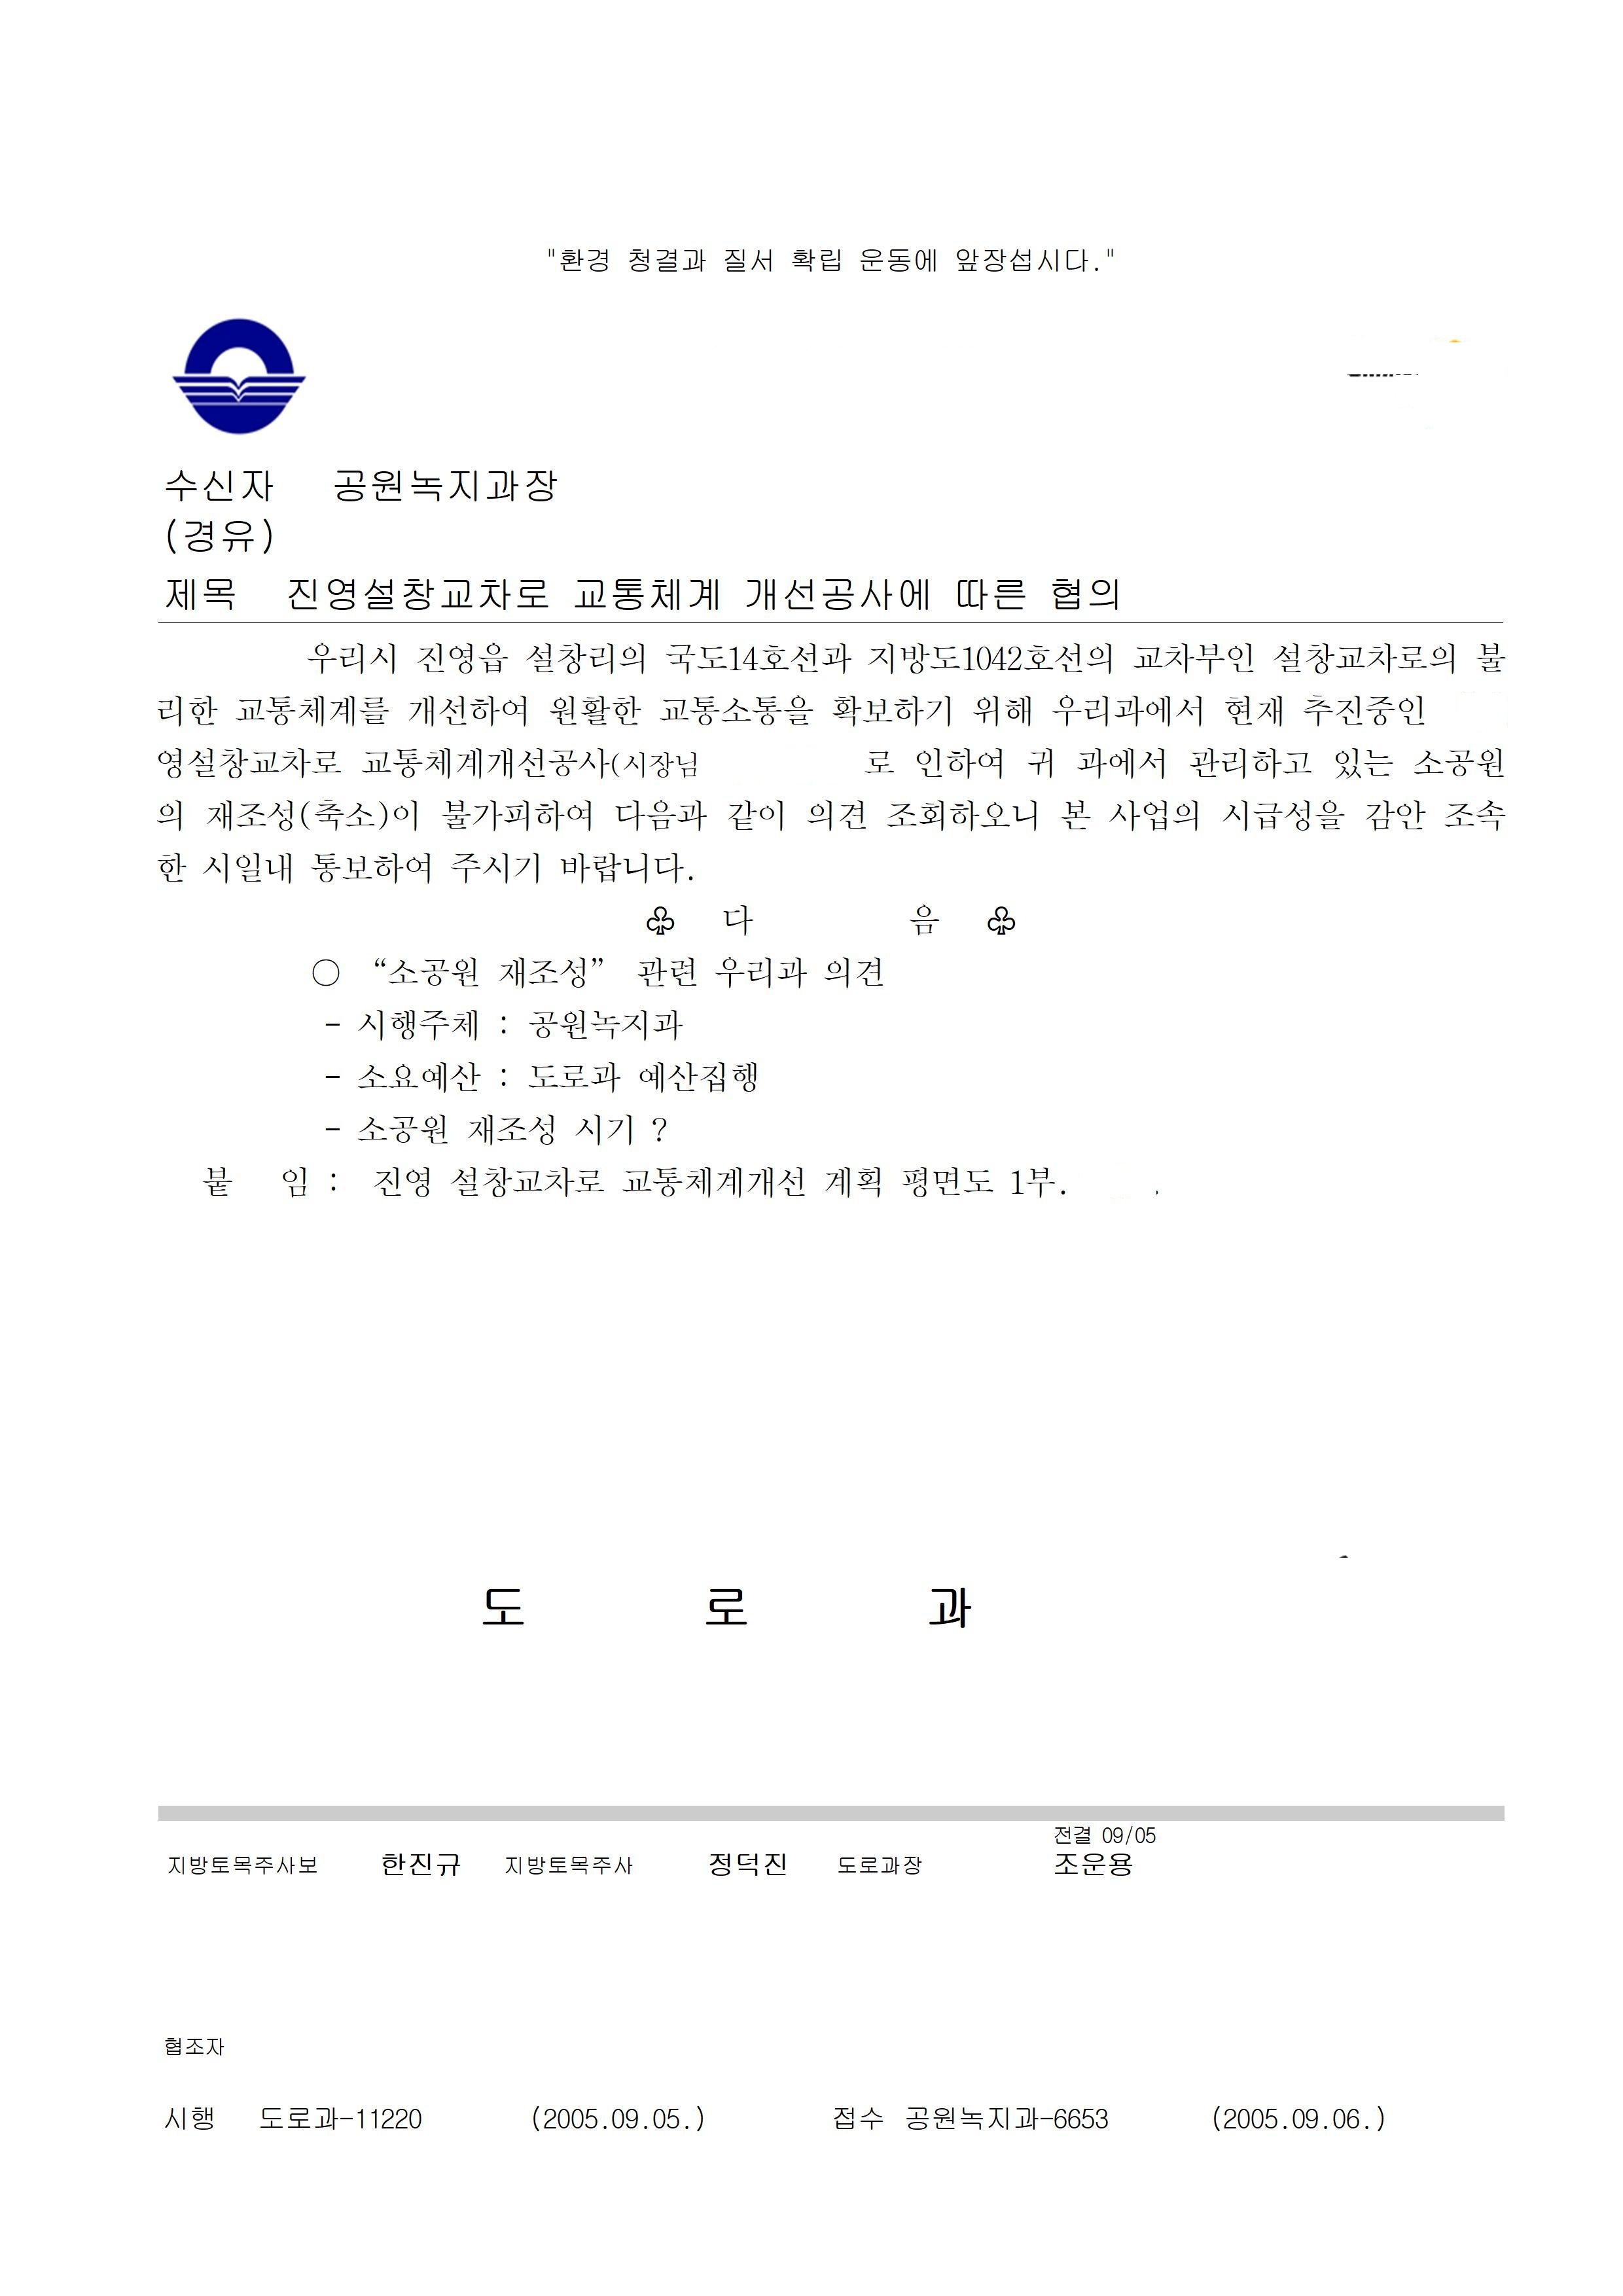 "환경 청결과 질서 확립 운동에 앞장섭시다."
수신자 공원녹지과장
(경유)
제목 진영설창교차로 교통체계 개선공사에 따른 협의
우리시 진영읍 설창리의 국도14호선과 지방도1042호선의 교차부인 설창교차로의 불
리한 교통체계를 개선하여 원활한 교통소통을 확보하기 위해 우리과에서 현재 추진중인
영설창교차로 교통체계개선공사(시장님 로 인하여 귀 과에서 관리하고 있는 소공원
의 재조성(축소)이 불가피하여 다음과 같이 의견 조회하오니 본 사업의 시급성을 감안 조속
한 시일내 통보하여 주시기 바랍니다.
♧ 다 음 ♧
○ “소공원 재조성” 관련 우리과 의견
- 시행주체 : 공원녹지과
- 소요예산 : 도로과 예산집행
- 소공원 재조성 시기 ?
붙 임 : 진영 설창교차로 교통체계개선 계획 평면도 1부.
도 로 과
전결 09/05
지방토목주사보 한진규 지방토목주사 정덕진 도로과장 조운용
협조자
시행 도로과-11220 (2005.09.05.) 접수 공원녹지과-6653 (2005.09.06.)